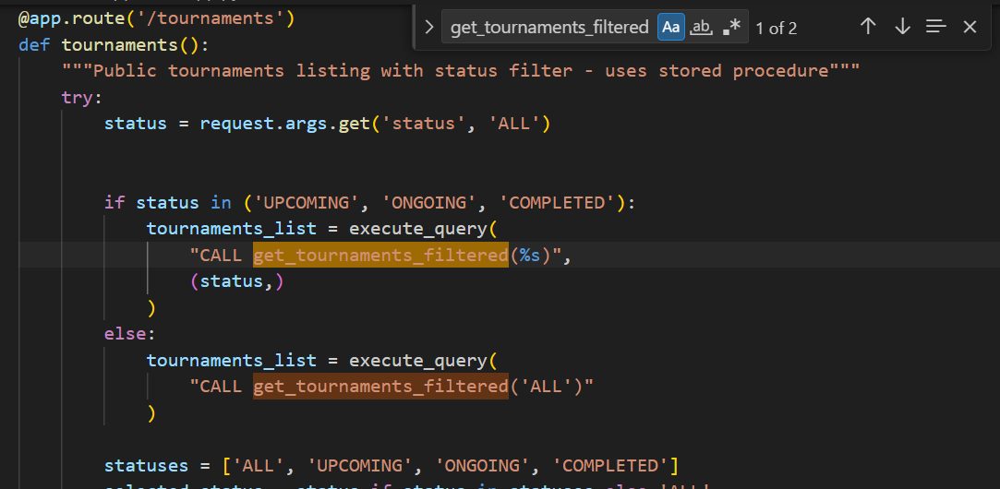 @app.route('/tournaments')
get_tournaments_filtered Aa ab .* 1 of 2
def tournaments():
"""Public tournaments listing with status filter - uses stored procedure"""
try:
status = request.args.get('status', 'ALL')
if status in ('UPCOMING', 'ONGOING', 'COMPLETED'):
tournaments_list = execute_query(
"CALL get_tournaments_filtered(%s)",
(status,)
)
else:
tournaments_list = execute_query(
"CALL get_tournaments_filtered('ALL')"
)
statuses = ['ALL', 'UPCOMING', 'ONGOING', 'COMPLETED']
selected_status = status if status in statuses else 'ALL'